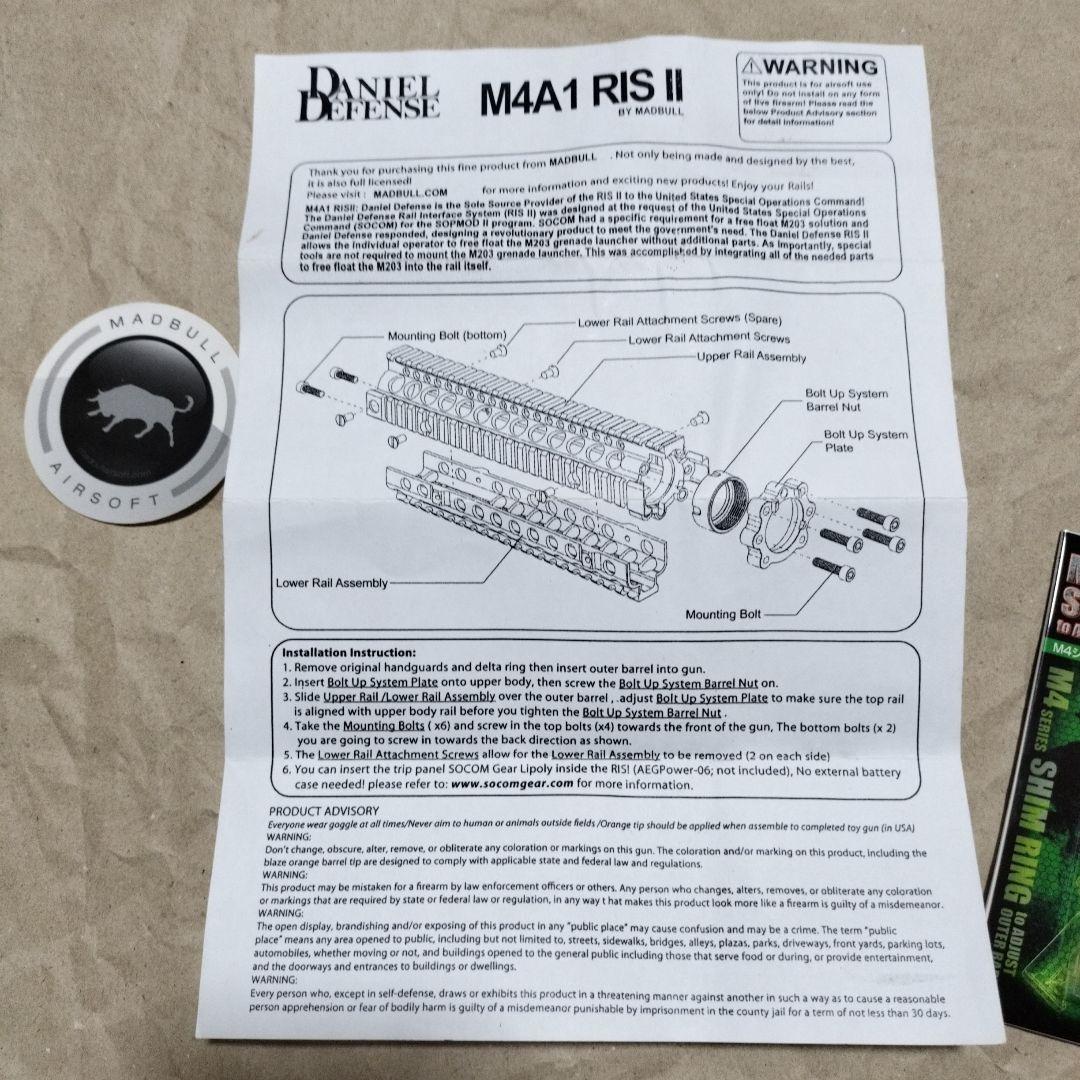 DANIEL
DEFENSE
M4A1 RIS II
BY MADBULL
WARNING
This product is for airsoft use
only! Do not install on any form
of live firearm! Please read the
below Product Advisory section
for detail information!
Thank you for purchasing this fine product from MADBULL . Not only being made and designed by the best,
it is also full licensed!
Please visit : MADBULL.COM for more information and exciting new products! Enjoy your Rails!
M4A1 RISII: Daniel Defense is the Sole Source Provider of the RIS II to the United States Special Operations Command!
The Daniel Defense Rail Interface System (RIS II) was designed at the request of the United States Special Operations
Command (SOCOM) for the SOPMOD II program. SOCOM had a specific requirement for a free float M203 solution and
Daniel Defense responded, designing a revolutionary product to meet the government's need. The Daniel Defense RIS II
allows the individual operator to free float the M203 grenade launcher without additional parts. As importantly, special
tools are not required to mount the M203 grenade launcher. This was accomplished by integrating all of the needed parts
to free float the M203 into the rail itself.
Mounting Bolt (bottom)
Lower Rail Attachment Screws (Spare)
Lower Rail Attachment Screws
Upper Rail Assembly
Bolt Up System
Barrel Nut
Bolt Up System
Plate
Lower Rail Assembly
Mounting Bolt
Installation Instruction:
1. Remove original handguards and delta ring then insert outer barrel into gun.
2. Insert Bolt Up System Plate onto upper body, then screw the Bolt Up System Barrel Nut on.
3. Slide Upper Rail /Lower Rail Assembly over the outer barrel , .adjust Bolt Up System Plate to make sure the top rail
is aligned with upper body rail before you tighten the Bolt Up System Barrel Nut .
4. Take the Mounting Bolts ( x6) and screw in the top bolts (x4) towards the front of the gun, The bottom bolts (x 2)
you are going to screw in towards the back direction as shown.
5. The Lower Rail Attachment Screws allow for the Lower Rail Assembly to be removed (2 on each side)
6. You can insert the trip panel SOCOM Gear Lipoly inside the RIS! (AEGPower-06; not included), No external battery
case needed! please refer to: www.socomgear.com for more information.
PRODUCT ADVISORY
Everyone wear goggle at all times/Never aim to human or animals outside fields /Orange tip should be applied when assemble to completed toy gun (in USA)
WARNING:
Don't change, obscure, alter, remove, or obliterate any coloration or markings on this gun. The coloration and/or marking on this product, including the
blaze orange barrel tip are designed to comply with applicable state and federal law and regulations.
WARNING:
This product may be mistaken for a firearm by law enforcement officers or others. Any person who changes, alters, removes, or obliterate any coloration
or markings that are required by state or federal law or regulation, in any way t hat makes this product look more like a firearm is guilty of a misdemeanor.
WARNING:
The open display, brandishing and/or exposing of this product in any "public place" may cause confusion and may be a crime. The term "public
place" means any area opened to public, including but not limited to, streets, sidewalks, bridges, alleys, plazas, parks, driveways, front yards, parking lots,
automobiles, whether moving or not, and buildings opened to the general public including those that serve food or during, or provide entertainment,
and the doorways and entrances to buildings or dwellings.
WARNING:
Every person who, except in self-defense, draws or exhibits this product in a threatening manner against another in such a way as to cause a reasonable
person apprehension or fear of bodily harm is guilty of a misdemeanor punishable by imprisonment in the county jail for a term of not less than 30 days.
MADBULL
AIRSOFT
M4 SERIES SHIM RING to ADJUST